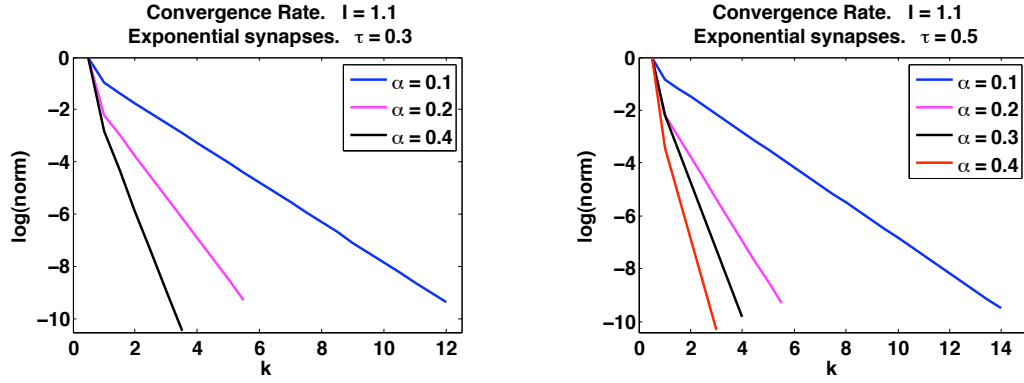 Convergence Rate.   I = 1.1
Exponential synapses.   τ = 0.3
log(norm)
0
−2
−4
−6
−8
−10
0 2 4 6 8 10 12
k
α = 0.1
α = 0.2
α = 0.4
Convergence Rate.   I = 1.1
Exponential synapses.   τ = 0.5
log(norm)
0
−2
−4
−6
−8
−10
0 2 4 6 8 10 12 14
k
α = 0.1
α = 0.2
α = 0.3
α = 0.4